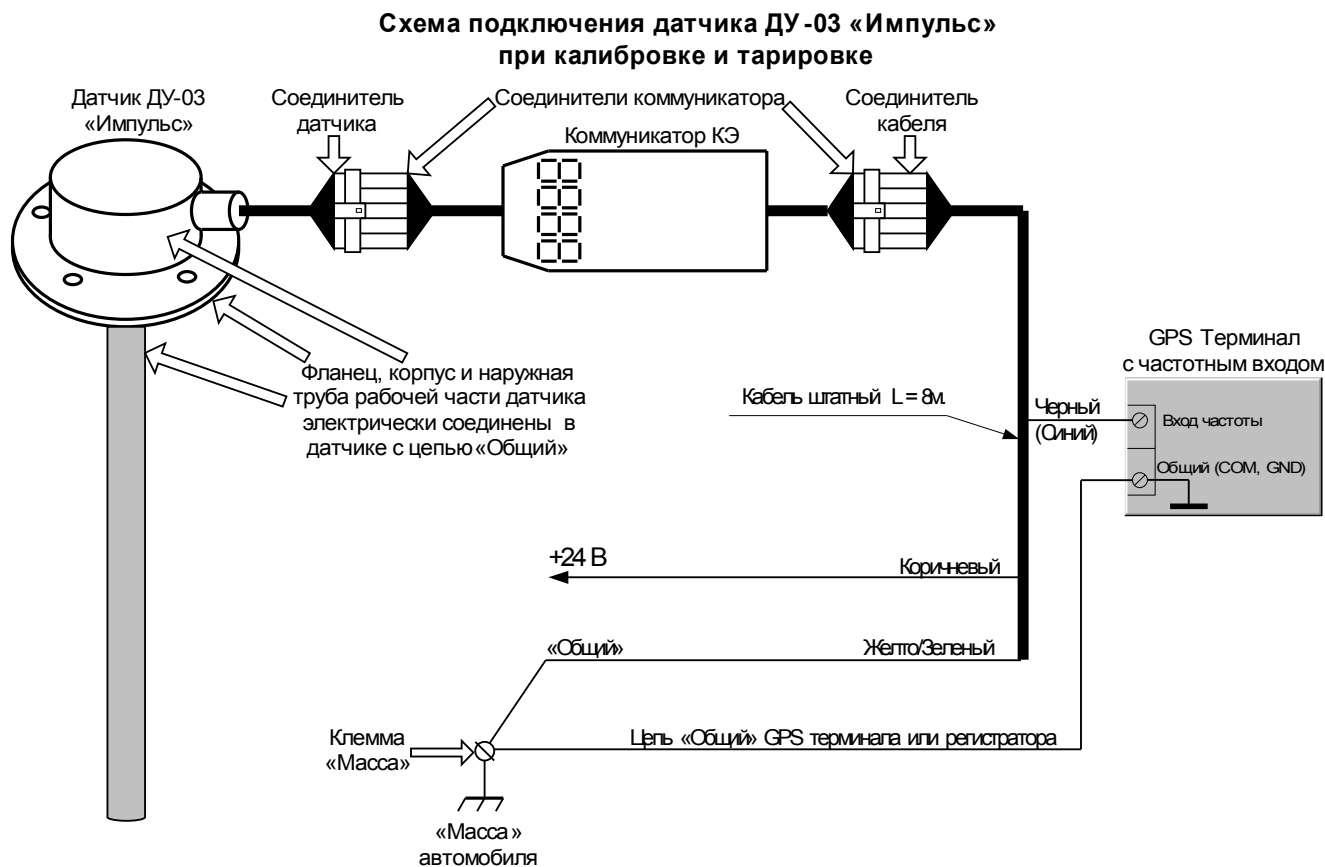 Схема подключения датчика ДУ-03 «Импульс»
при калибровке и тарировке
Датчик ДУ-03
«Импульс»
Соединитель
датчика
Соединители коммуникатора
Соединитель
кабеля
Коммуникатор КЭ
GPS Терминал
с частотным входом
Фланец, корпус и наружная
труба рабочей части датчика
электрически соединены в
датчике с цепью «Общий»
Кабель штатный L = 8м.
Черный
(Синий)
Вход частоты
Общий (COM, GND)
+24 В
Коричневый
«Общий»
Желто/Зеленый
Клемма
«Масса»
Цепь «Общий» GPS терминала или регистратора
«Масса»
автомобиля